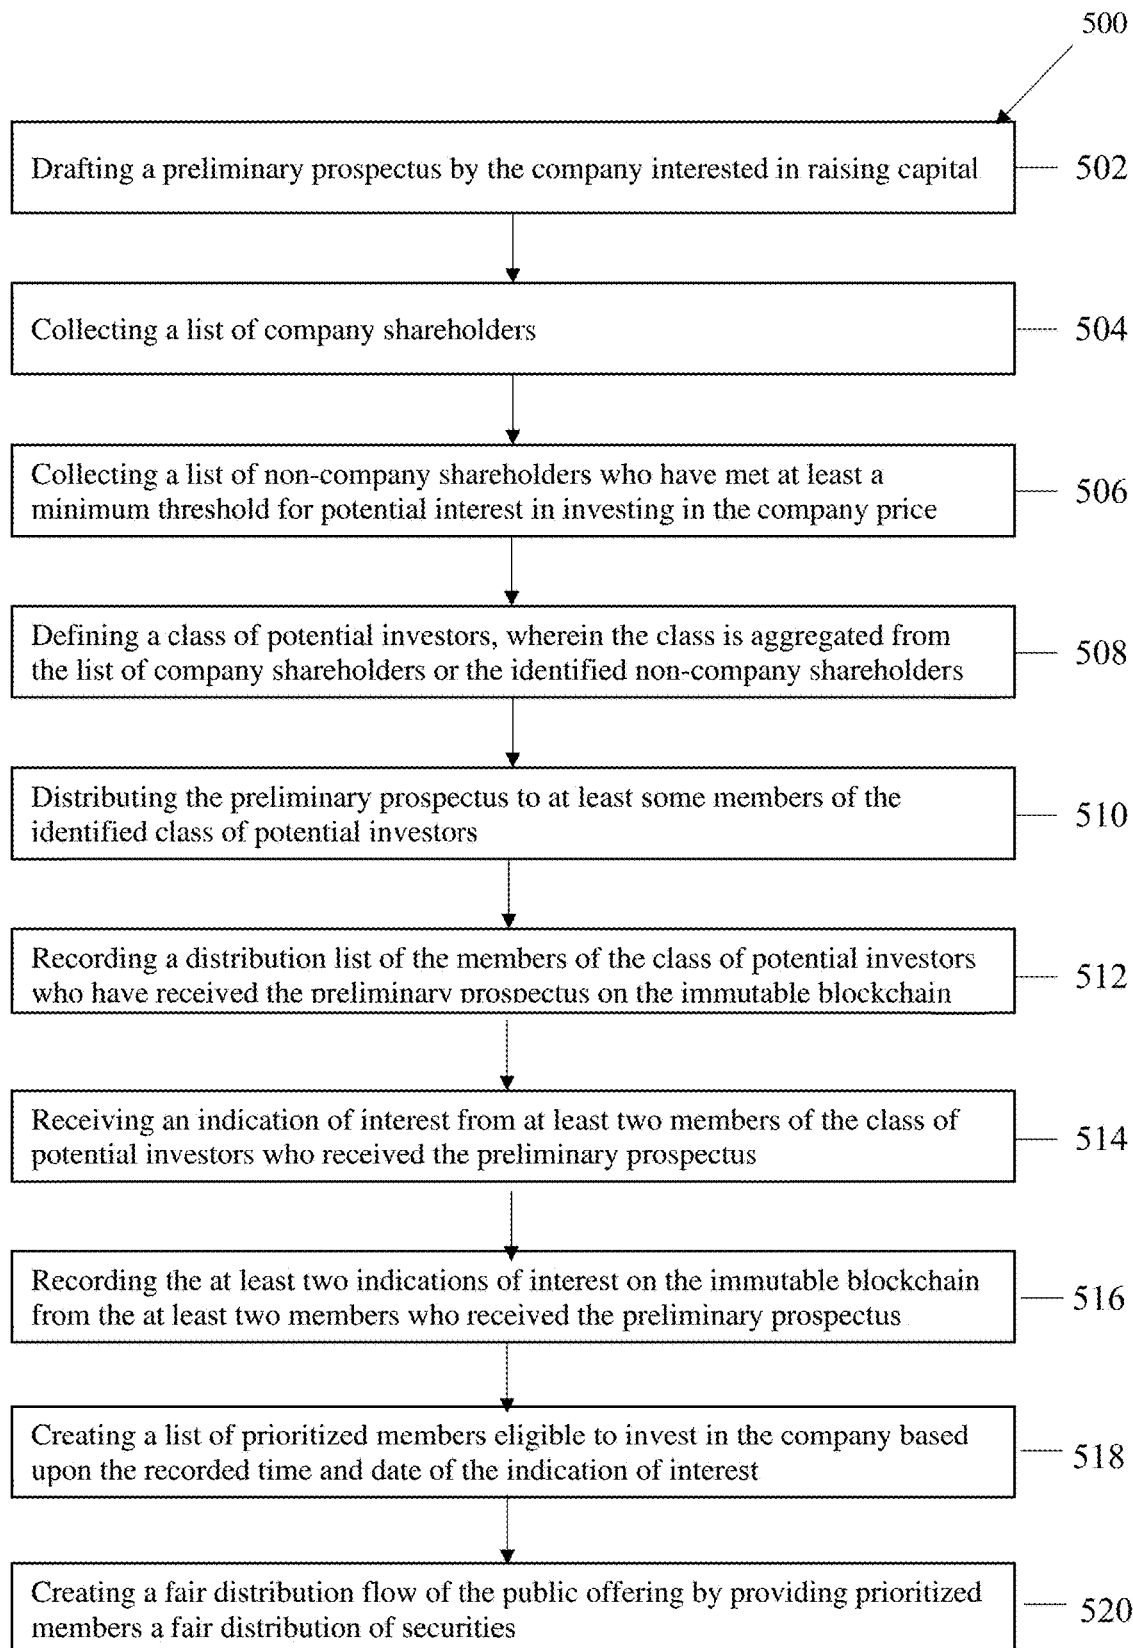 500
Drafting a preliminary prospectus by the company interested in raising capital
502
Collecting a list of company shareholders
504
Collecting a list of non-company shareholders who have met at least a
minimum threshold for potential interest in investing in the company price
506
Defining a class of potential investors, wherein the class is aggregated from
the list of company shareholders or the identified non-company shareholders
508
Distributing the preliminary prospectus to at least some members of the
identified class of potential investors
510
Recording a distribution list of the members of the class of potential investors
who have received the preliminary prospectus on the immutable blockchain
512
Receiving an indication of interest from at least two members of the class of
potential investors who received the preliminary prospectus
514
Recording the at least two indications of interest on the immutable blockchain
from the at least two members who received the preliminary prospectus
516
Creating a list of prioritized members eligible to invest in the company based
upon the recorded time and date of the indication of interest
518
Creating a fair distribution flow of the public offering by providing prioritized
members a fair distribution of securities
520